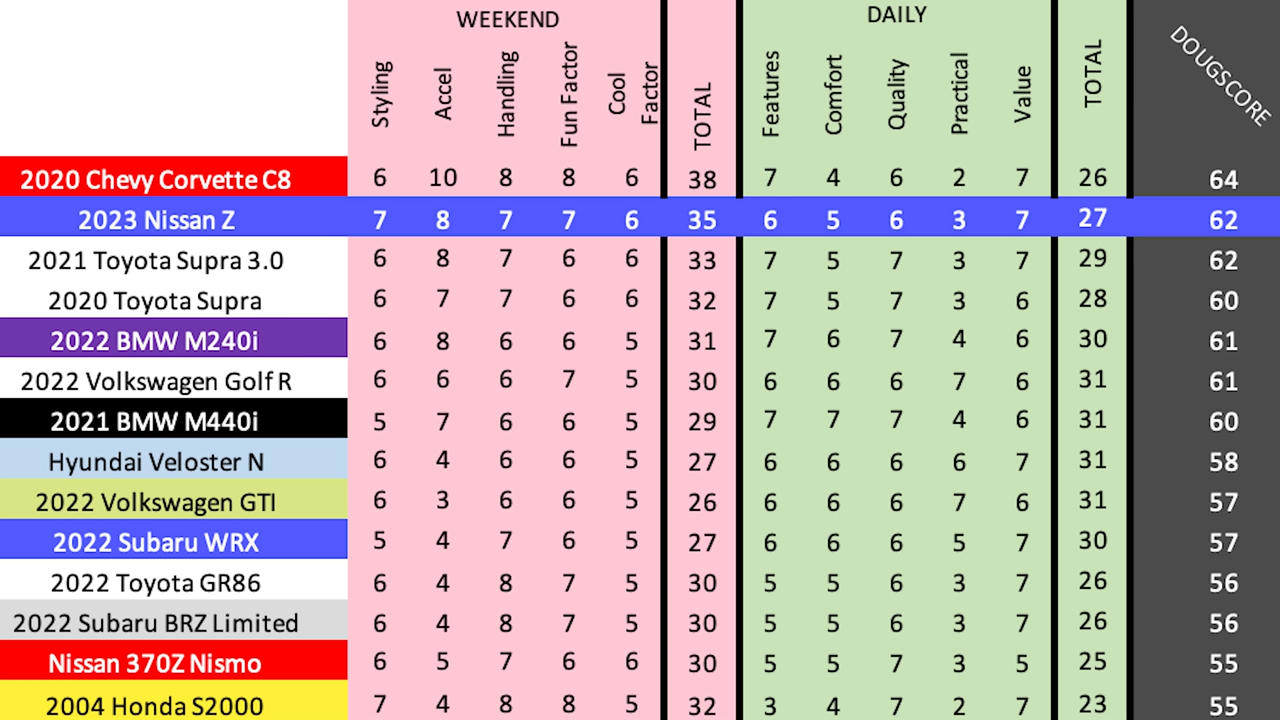 WEEKEND DAILY
Styling Accel Handling Fun Factor Cool Factor TOTAL Features Comfort Quality Practical Value TOTAL DOUGSCORE
2020 Chevy Corvette C8 6 10 8 8 6 38 7 4 6 2 7 26 64
2023 Nissan Z 7 8 7 7 6 35 6 5 6 3 7 27 62
2021 Toyota Supra 3.0 6 8 7 6 6 33 7 5 7 3 7 29 62
2020 Toyota Supra 6 7 7 6 6 32 7 5 7 3 6 28 60
2022 BMW M240i 6 8 6 6 5 31 7 6 7 4 6 30 61
2022 Volkswagen Golf R 6 6 6 7 5 30 6 6 6 7 6 31 61
2021 BMW M440i 5 7 6 6 5 29 7 7 7 4 6 31 60
Hyundai Veloster N 6 4 6 6 5 27 6 6 6 6 7 31 58
2022 Volkswagen GTI 6 3 6 6 5 26 6 6 6 7 6 31 57
2022 Subaru WRX 5 4 7 6 5 27 6 6 6 5 7 30 57
2022 Toyota GR86 6 4 8 7 5 30 5 5 6 3 7 26 56
2022 Subaru BRZ Limited 6 4 8 7 5 30 5 5 6 3 7 26 56
Nissan 370Z Nismo 6 5 7 6 6 30 5 5 7 3 5 25 55
2004 Honda S2000 7 4 8 8 5 32 3 4 7 2 7 23 55